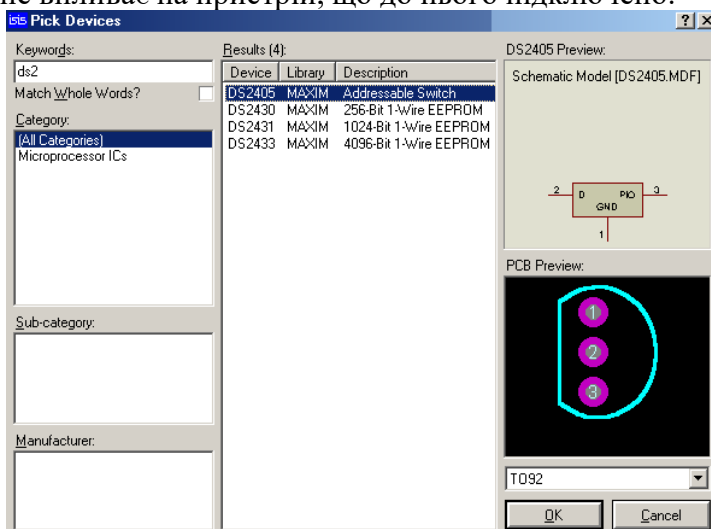 не впливає на пристрій, що до нього підключено.
isis Pick Devices
Keywords:
ds2
Match Whole Words?
Category:
(All Categories)
Microprocessor ICs
Sub-category:
Manufacturer:
Results (4):
Device Library Description
DS2405 MAXIM Addressable Switch
DS2430 MAXIM 256-Bit 1-Wire EEPROM
DS2431 MAXIM 1024-Bit 1-Wire EEPROM
DS2433 MAXIM 4096-Bit 1-Wire EEPROM
DS2405 Preview:
Schematic Model [DS2405.MDF]
2 D PIO 3
GND
1
PCB Preview:
1
2
3
TO92
OK Cancel